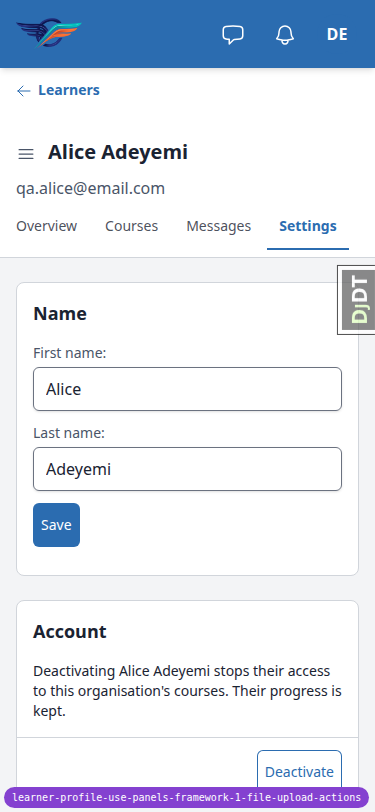 DE
← Learners
Alice Adeyemi
qa.alice@email.com
Overview Courses Messages Settings
DjDT
Name
First name:
Alice
Last name:
Adeyemi
Save
Account
Deactivating Alice Adeyemi stops their access
to this organisation's courses. Their progress is
kept.
Deactivate
learner-profile-use-panels-framework-1-file-upload-actions